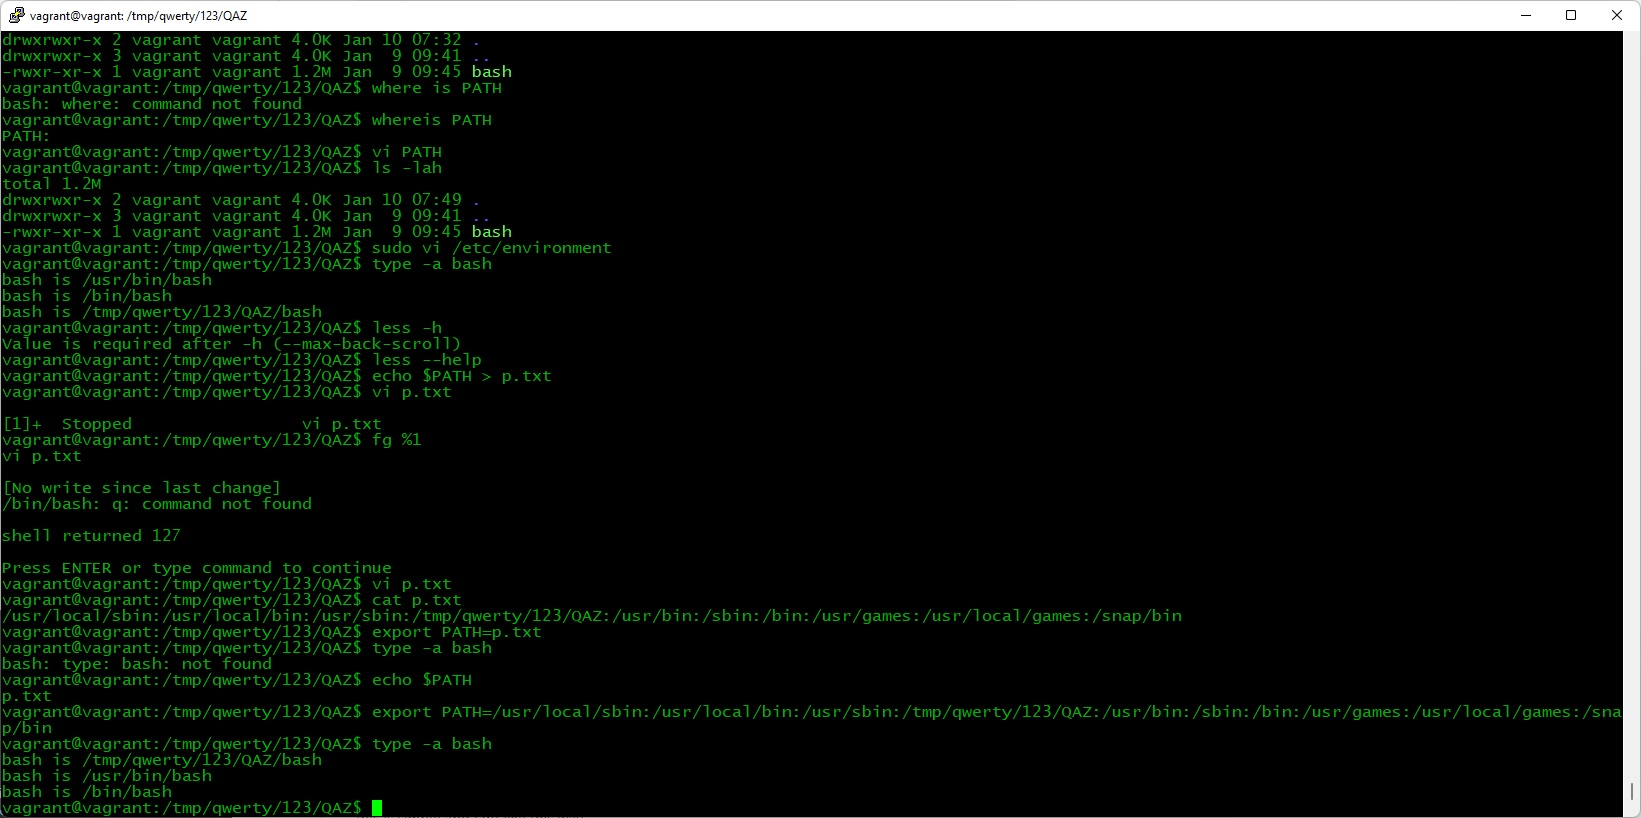 vagrant@vagrant: /tmp/qwerty/123/QAZ
drwxrwxr-x 2 vagrant vagrant 4.0K Jan 10 07:32 .
drwxrwxr-x 3 vagrant vagrant 4.0K Jan  9 09:41 ..
-rwxr-xr-x 1 vagrant vagrant 1.2M Jan  9 09:45 bash
vagrant@vagrant:/tmp/qwerty/123/QAZ$ where is PATH
bash: where: command not found
vagrant@vagrant:/tmp/qwerty/123/QAZ$ whereis PATH
PATH:
vagrant@vagrant:/tmp/qwerty/123/QAZ$ vi PATH
vagrant@vagrant:/tmp/qwerty/123/QAZ$ ls -lah
total 1.2M
drwxrwxr-x 2 vagrant vagrant 4.0K Jan 10 07:49 .
drwxrwxr-x 3 vagrant vagrant 4.0K Jan  9 09:41 ..
-rwxr-xr-x 1 vagrant vagrant 1.2M Jan  9 09:45 bash
vagrant@vagrant:/tmp/qwerty/123/QAZ$ sudo vi /etc/environment
vagrant@vagrant:/tmp/qwerty/123/QAZ$ type -a bash
bash is /usr/bin/bash
bash is /bin/bash
bash is /tmp/qwerty/123/QAZ/bash
vagrant@vagrant:/tmp/qwerty/123/QAZ$ less -h
Value is required after -h (--max-back-scroll)
vagrant@vagrant:/tmp/qwerty/123/QAZ$ less --help
vagrant@vagrant:/tmp/qwerty/123/QAZ$ echo $PATH > p.txt
vagrant@vagrant:/tmp/qwerty/123/QAZ$ vi p.txt
[1]+  Stopped                 vi p.txt
vagrant@vagrant:/tmp/qwerty/123/QAZ$ fg %1
vi p.txt
[No write since last change]
/bin/bash: q: command not found
shell returned 127
Press ENTER or type command to continue
vagrant@vagrant:/tmp/qwerty/123/QAZ$ vi p.txt
vagrant@vagrant:/tmp/qwerty/123/QAZ$ cat p.txt
/usr/local/sbin:/usr/local/bin:/usr/sbin:/tmp/qwerty/123/QAZ:/usr/bin:/sbin:/bin:/usr/games:/usr/local/games:/snap/bin
vagrant@vagrant:/tmp/qwerty/123/QAZ$ export PATH=p.txt
vagrant@vagrant:/tmp/qwerty/123/QAZ$ type -a bash
bash: type: bash: not found
vagrant@vagrant:/tmp/qwerty/123/QAZ$ echo $PATH
p.txt
vagrant@vagrant:/tmp/qwerty/123/QAZ$ export PATH=/usr/local/sbin:/usr/local/bin:/usr/sbin:/tmp/qwerty/123/QAZ:/usr/bin:/sbin:/bin:/usr/games:/usr/local/games:/sna
p/bin
vagrant@vagrant:/tmp/qwerty/123/QAZ$ type -a bash
bash is /tmp/qwerty/123/QAZ/bash
bash is /usr/bin/bash
bash is /bin/bash
vagrant@vagrant:/tmp/qwerty/123/QAZ$